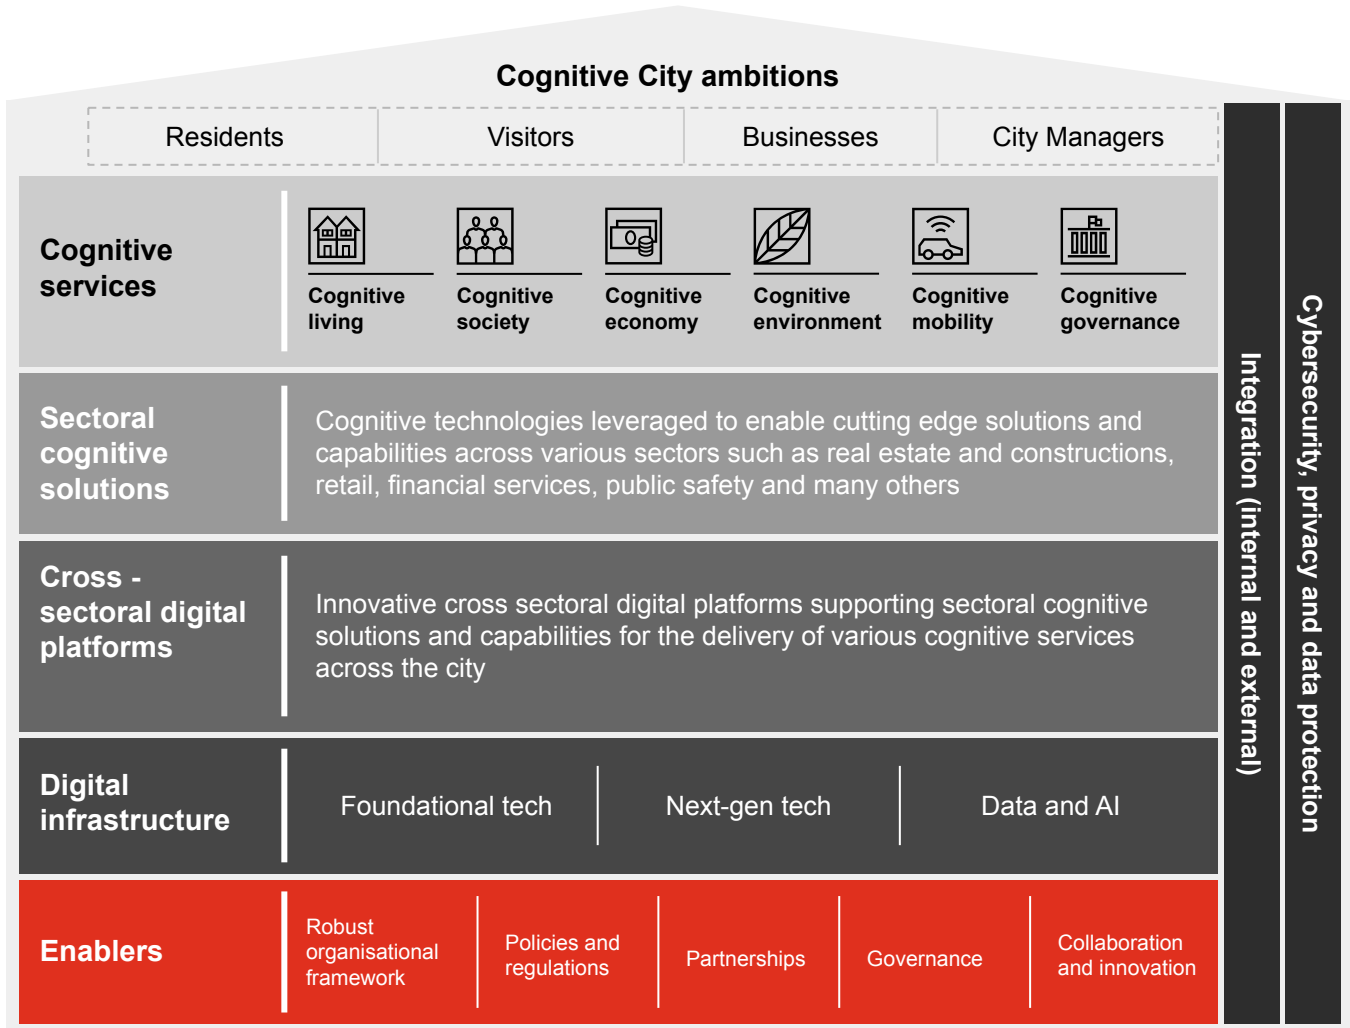 Cognitive City ambitions
Residents
Visitors
Businesses
City Managers
Cognitive
services
Cognitive
living
Cognitive
society
Cognitive
economy
Cognitive
environment
Cognitive
mobility
Cognitive
governance
Sectoral
cognitive
solutions
Cognitive technologies leveraged to enable cutting edge solutions and
capabilities across various sectors such as real estate and constructions,
retail, financial services, public safety and many others
Cross -
sectoral digital
platforms
Innovative cross sectoral digital platforms supporting sectoral cognitive
solutions and capabilities for the delivery of various cognitive services
across the city
Digital
infrastructure
Foundational tech
Next-gen tech
Data and AI
Enablers
Robust
organisational
framework
Policies and
regulations
Partnerships
Governance
Collaboration
and innovation
Integration (internal and external)
Cybersecurity, privacy and data protection